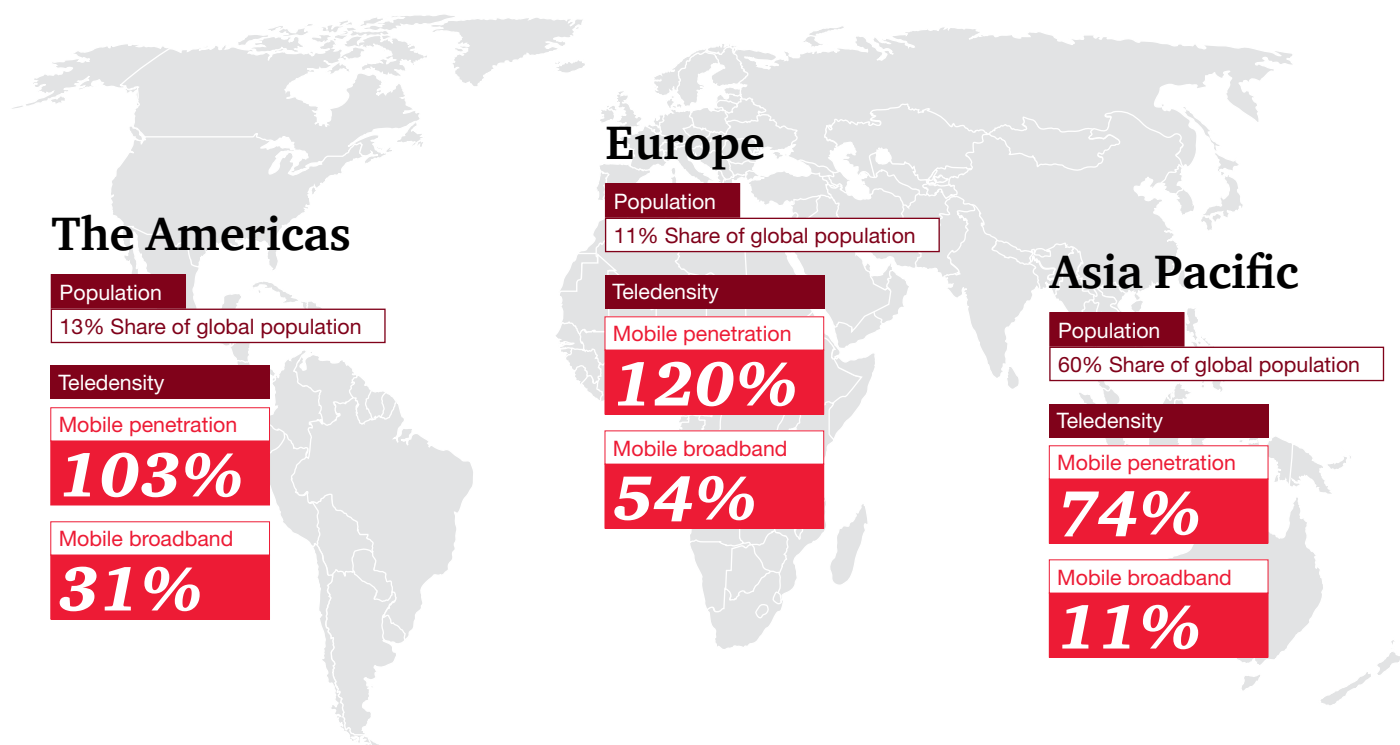 The Americas
Population
13% Share of global population
Teledensity
Mobile penetration
103%
Mobile broadband
31%
Europe
Population
11% Share of global population
Teledensity
Mobile penetration
120%
Mobile broadband
54%
Asia Pacific
Population
60% Share of global population
Teledensity
Mobile penetration
74%
Mobile broadband
11%